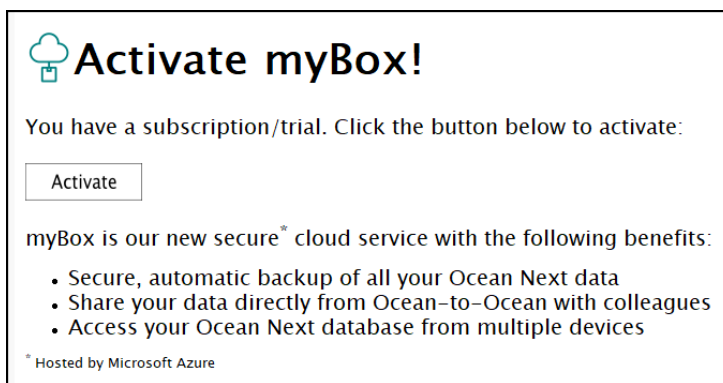 Activate myBox!
You have a subscription/trial. Click the button below to activate:
Activate
myBox is our new secure* cloud service with the following benefits:
• Secure, automatic backup of all your Ocean Next data
• Share your data directly from Ocean-to-Ocean with colleagues
• Access your Ocean Next database from multiple devices
* Hosted by Microsoft Azure